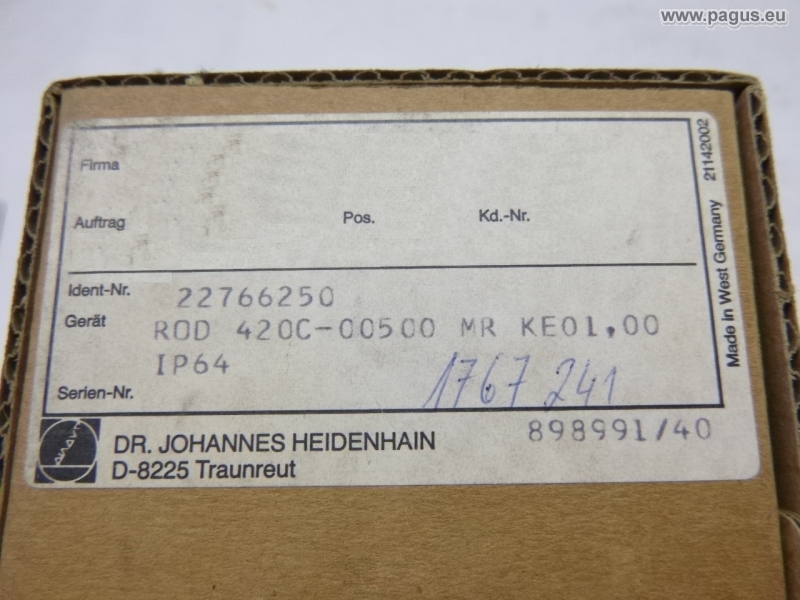 www.pagus.eu
Firma
Auftrag Pos. Kd.-Nr.
Ident-Nr. 22766250
Gerät ROD 420C-00500 MR KE01,00
IP64
Serien-Nr. 1767 241
DR. JOHANNES HEIDENHAIN 898991/40
D-8225 Traunreut
Made in West Germany 21142002